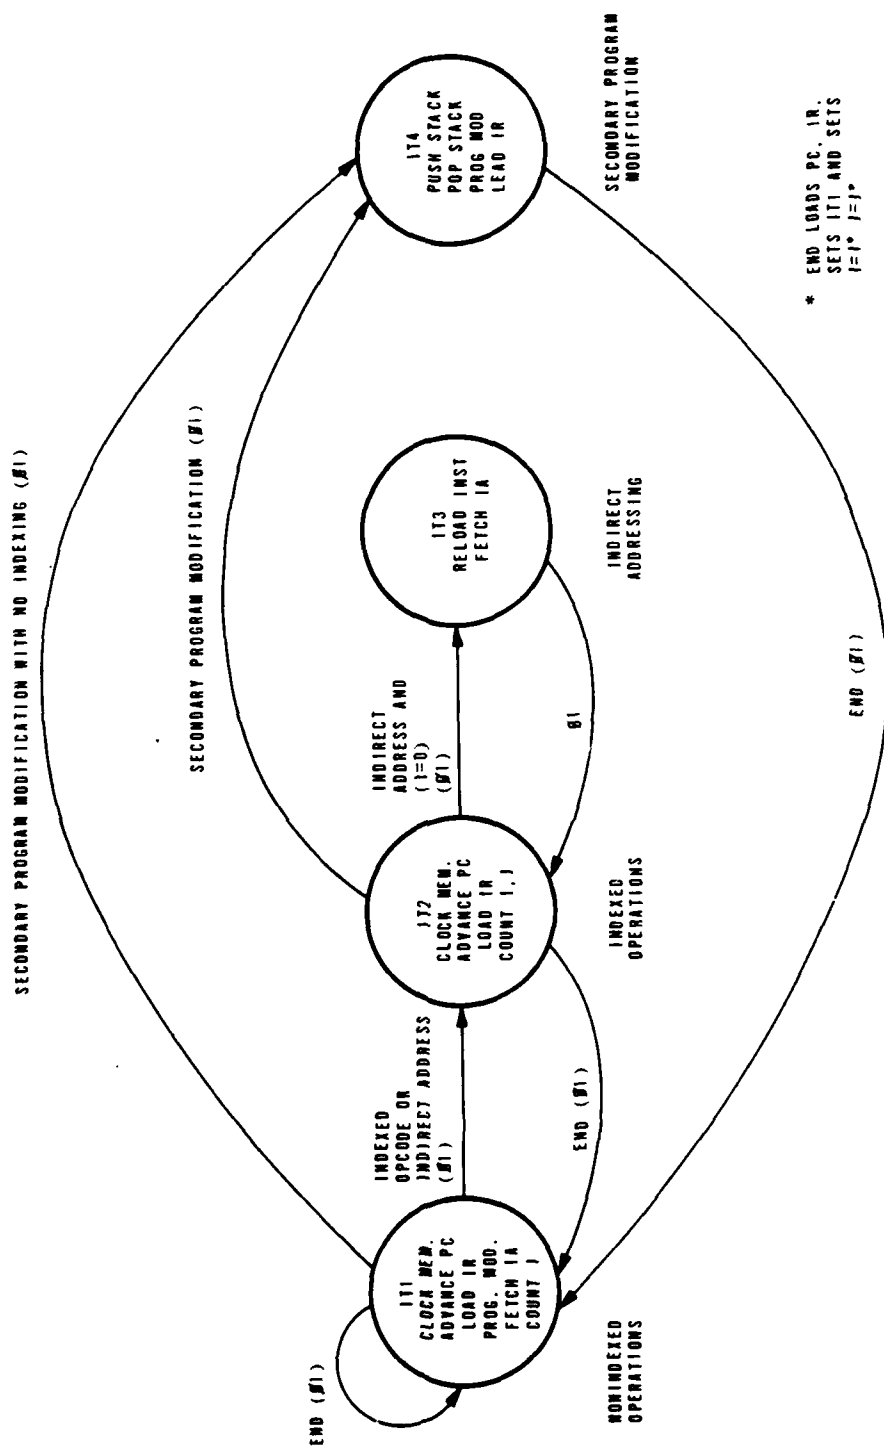 SECONDARY PROGRAM MODIFICATION WITH NO INDEXING (Ø1)
SECONDARY PROGRAM MODIFICATION (Ø1)
END (Ø1)
IT1
CLOCK MEM.
ADVANCE PC
LOAD IR
PROG. MOD.
FETCH IA
COUNT J
NONINDEXED
OPERATIONS
INDEXED
OPCODE OR
INDIRECT ADDRESS
(Ø1)
END (Ø1)
IT2
CLOCK MEM.
ADVANCE PC
LOAD IR
COUNT I,J
INDEXED
OPERATIONS
INDIRECT
ADDRESS AND
(I=0)
(Ø1)
Ø1
IT3
RELOAD INST
FETCH IA
INDIRECT
ADDRESSING
IT4
PUSH STACK
POP STACK
PROG MOD
LEAD IR
SECONDARY PROGRAM
MODIFICATION
END (Ø1)
* END LOADS PC, IR,
SETS IT1 AND SETS
I=I* J=J*